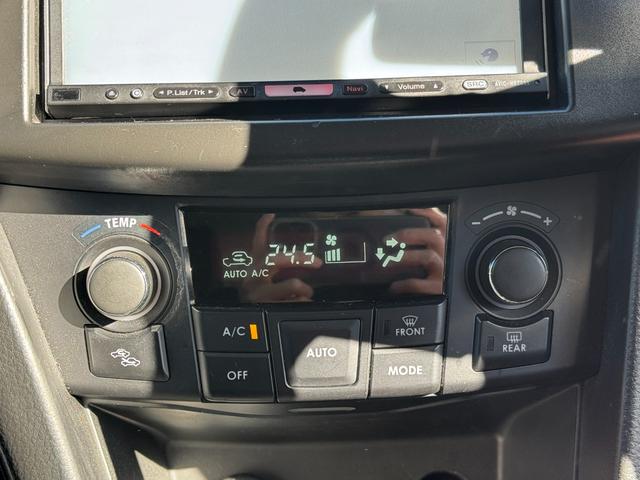 P.List/Trk AV Navi Volume SRC
TEMP
24.5
AUTO A/C
- +
A/C
AUTO
FRONT
REAR
OFF
MODE